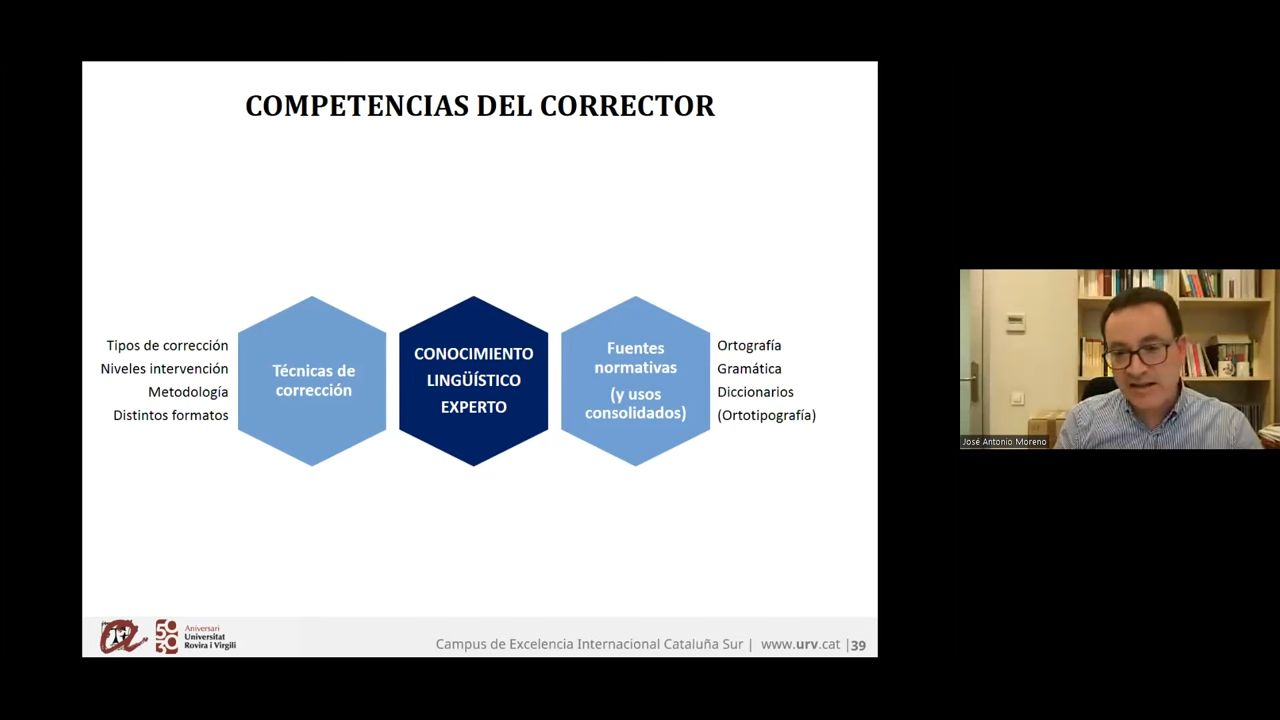 COMPETENCIAS DEL CORRECTOR
Tipos de corrección
Niveles intervención
Metodología
Distintos formatos
Técnicas de
corrección
CONOCIMIENTO
LINGÜÍSTICO
EXPERTO
Fuentes
normativas
(y usos
consolidados)
Ortografía
Gramática
Diccionarios
(Ortotipografía)
José Antonio Moreno
50
30
Aniversari
Universitat
Rovira i Virgili
Campus de Excelencia Internacional Cataluña Sur | www.urv.cat |39